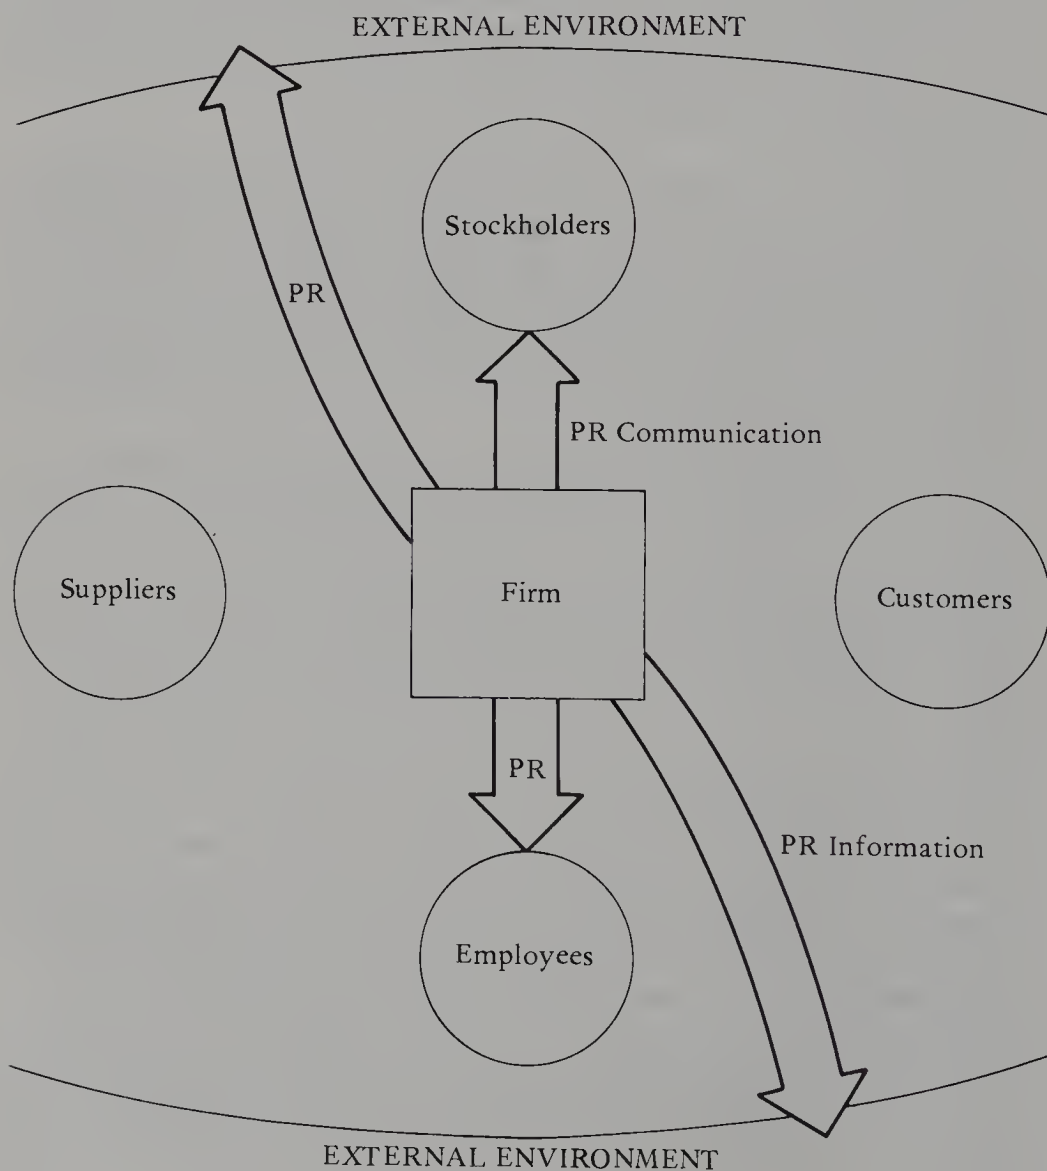 EXTERNAL ENVIRONMENT
Stockholders
PR
PR Communication
Suppliers
Firm
Customers
PR
PR Information
Employees
EXTERNAL ENVIRONMENT